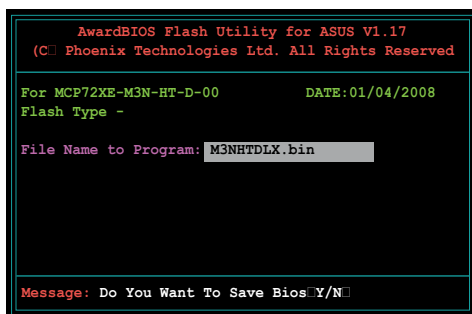 AwardBIOS Flash Utility for ASUS V1.17
(C□ Phoenix Technologies Ltd. All Rights Reserved
For MCP72XE-M3N-HT-D-00 DATE:01/04/2008
Flash Type -
File Name to Program: M3NHTDLX.bin
Message: Do You Want To Save Bios□Y/N□